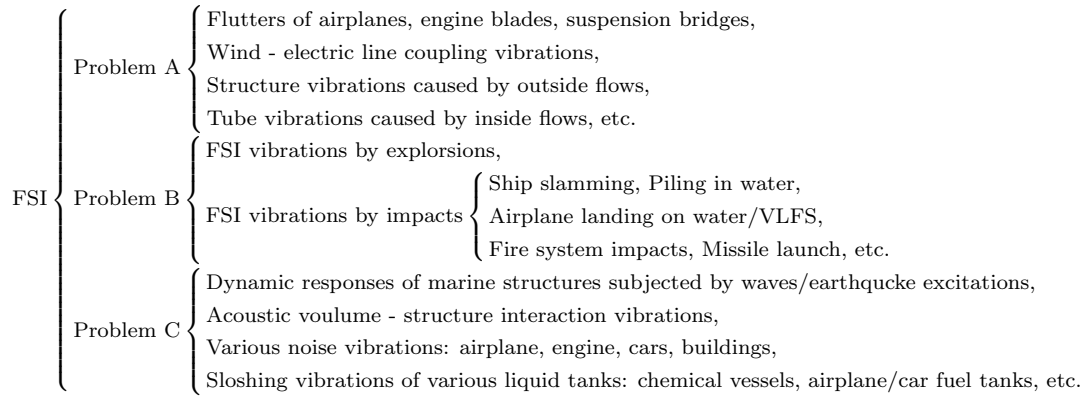 Flutters of airplanes, engine blades, suspension bridges,
Wind - electric line coupling vibrations,
Problem A
Structure vibrations caused by outside flows,
Tube vibrations caused by inside flows, etc.
FSI vibrations by explorsions,
Ship slamming, Piling in water,
FSI
Problem B
FSI vibrations by impacts
Airplane landing on water/VLFS,
Fire system impacts, Missile launch, etc.
Dynamic responses of marine structures subjected by waves/earthqucke excitations,
Acoustic voulume - structure interaction vibrations,
Problem C
Various noise vibrations: airplane, engine, cars, buildings,
Sloshing vibrations of various liquid tanks: chemical vessels, airplane/car fuel tanks, etc.